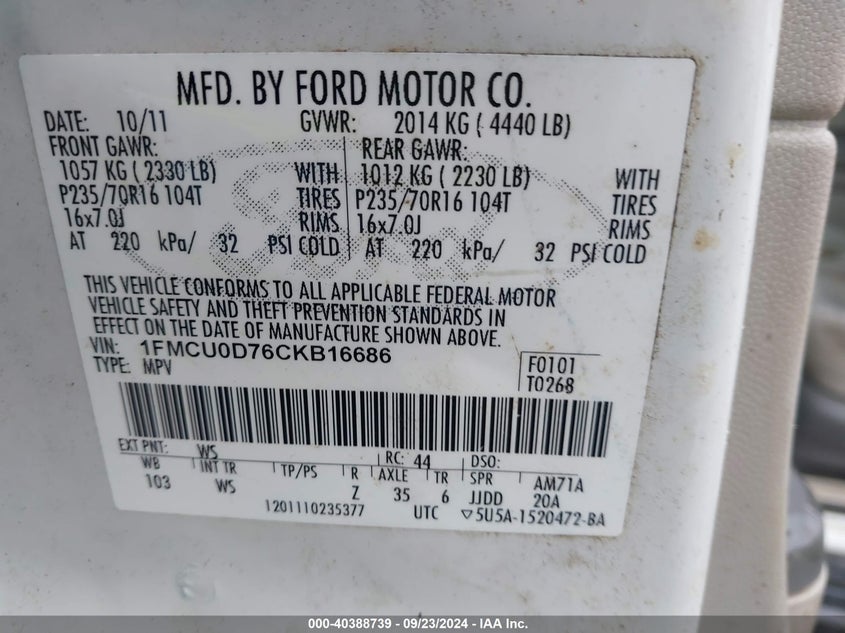 MFD. BY FORD MOTOR CO.
DATE: 10/11 GVWR: 2014 KG ( 4440 LB)
FRONT GAWR: REAR GAWR:
1057 KG ( 2330 LB) WITH 1012 KG ( 2230 LB) WITH
P235/70R16 104T TIRES P235/70R16 104T TIRES
16x7.0J RIMS 16x7.0J RIMS
AT 220 kPa/ 32 PSI COLD AT 220 kPa/ 32 PSI COLD
THIS VEHICLE CONFORMS TO ALL APPLICABLE FEDERAL MOTOR
VEHICLE SAFETY AND THEFT PREVENTION STANDARDS IN
EFFECT ON THE DATE OF MANUFACTURE SHOWN ABOVE.
VIN: 1FMCU0D76CKB16686
TYPE: MPV
F0101
T0268
EXT PNT: WS RC: 44 DSO:
WB INT TR TP/PS R AXLE TR SPR AM71A
103 WS Z 35 6 JJDD 20A
1201110235377 UTC ▽5U5A-1520472-BA
000-40388739 - 09/23/2024 - IAA Inc.